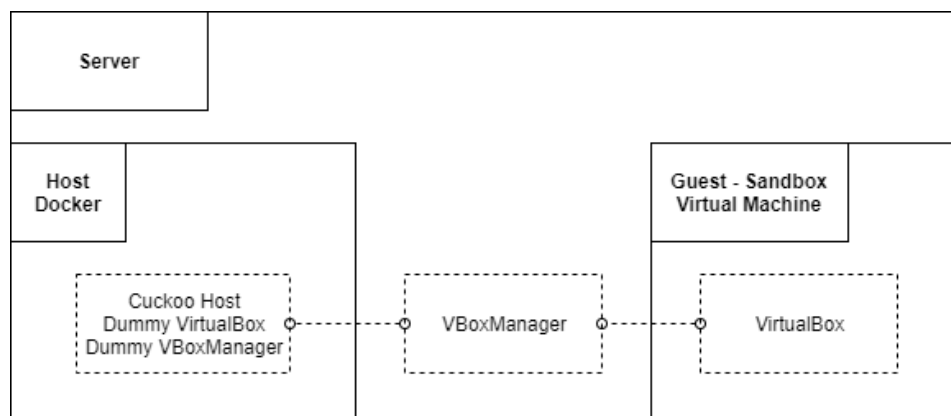 Server
Host
Docker
Guest - Sandbox
Virtual Machine
Cuckoo Host
Dummy VirtualBox
Dummy VBoxManager
VBoxManager
VirtualBox